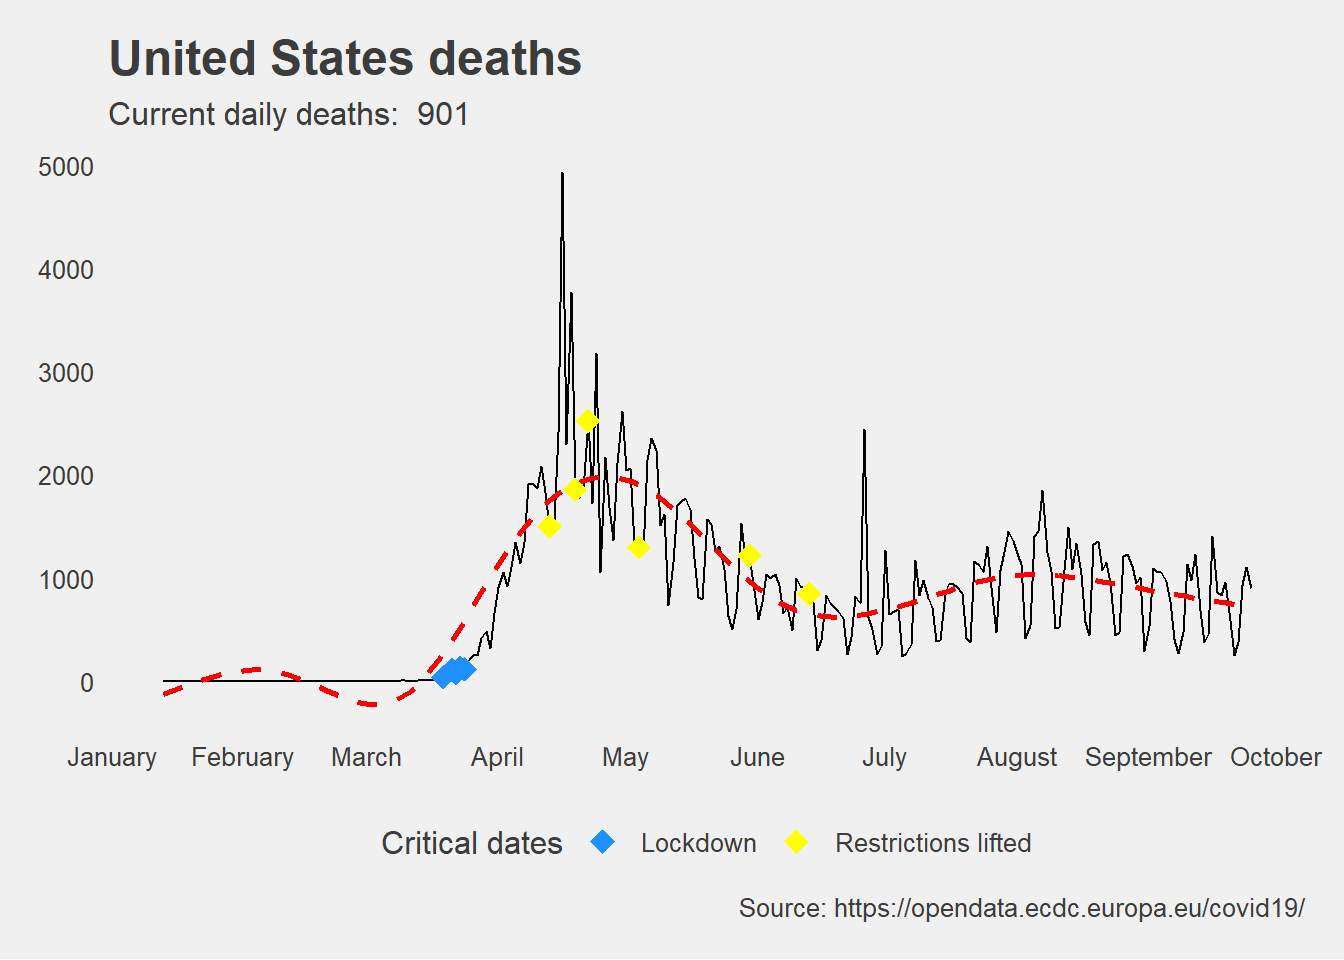 United States deaths
Current daily deaths:  901
5000
4000
3000
2000
1000
0
January February March April May June July August September October
Critical dates Lockdown Restrictions lifted
Source: https://opendata.ecdc.europa.eu/covid19/